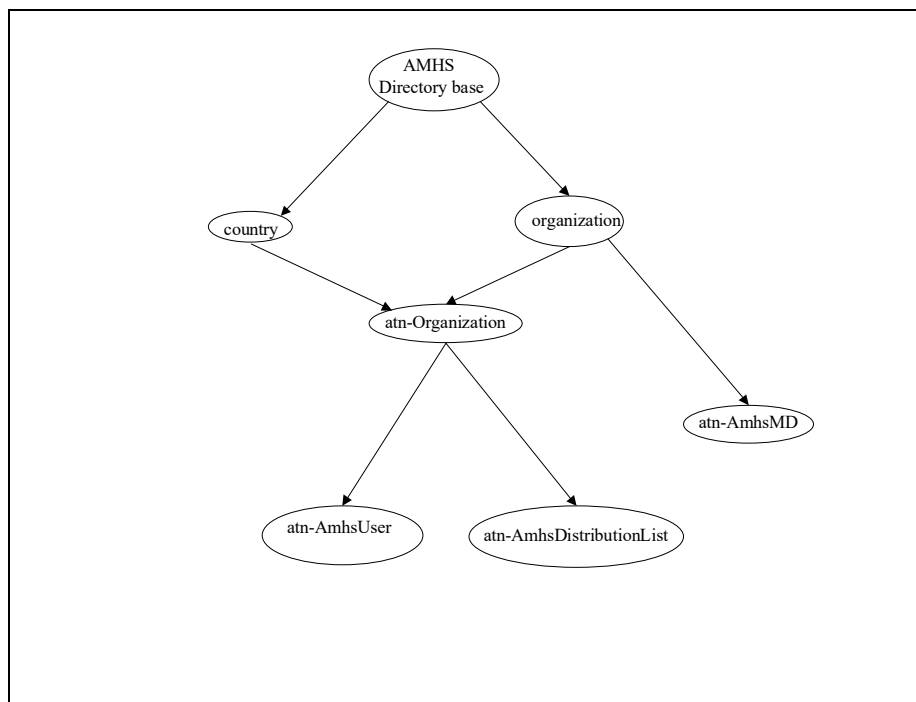 AMHS
Directory base
country
organization
atn-Organization
atn-AmhsMD
atn-AmhsUser
atn-AmhsDistributionList